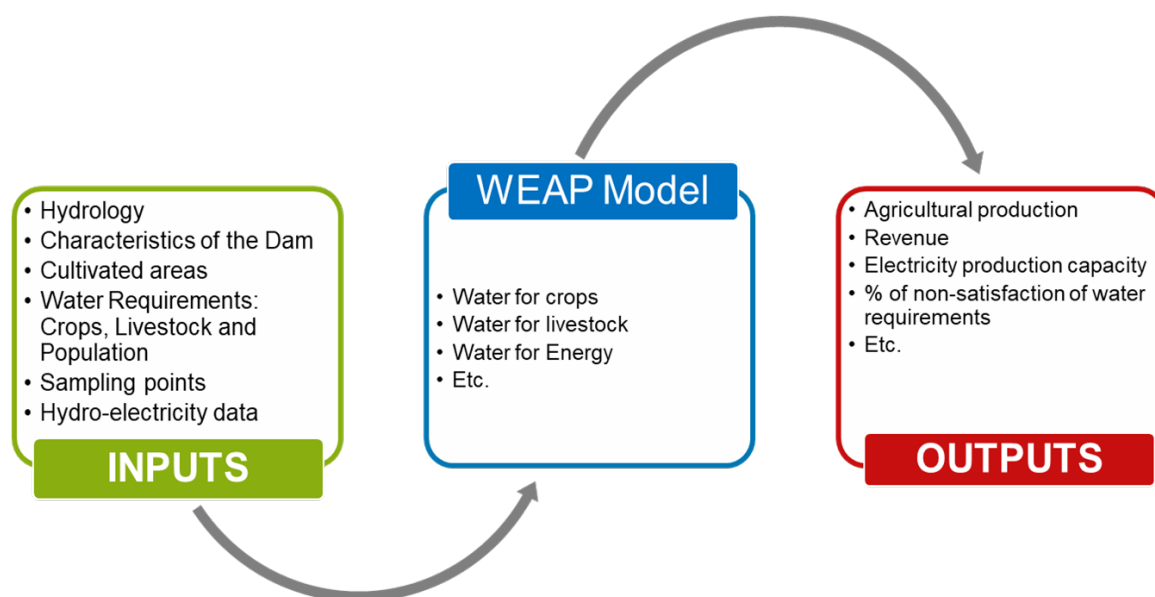 • Hydrology
• Characteristics of the Dam
• Cultivated areas
• Water Requirements:
Crops, Livestock and
Population
• Sampling points
• Hydro-electricity data
INPUTS
WEAP Model
• Water for crops
• Water for livestock
• Water for Energy
• Etc.
• Agricultural production
• Revenue
• Electricity production capacity
• % of non-satisfaction of water
requirements
• Etc.
OUTPUTS